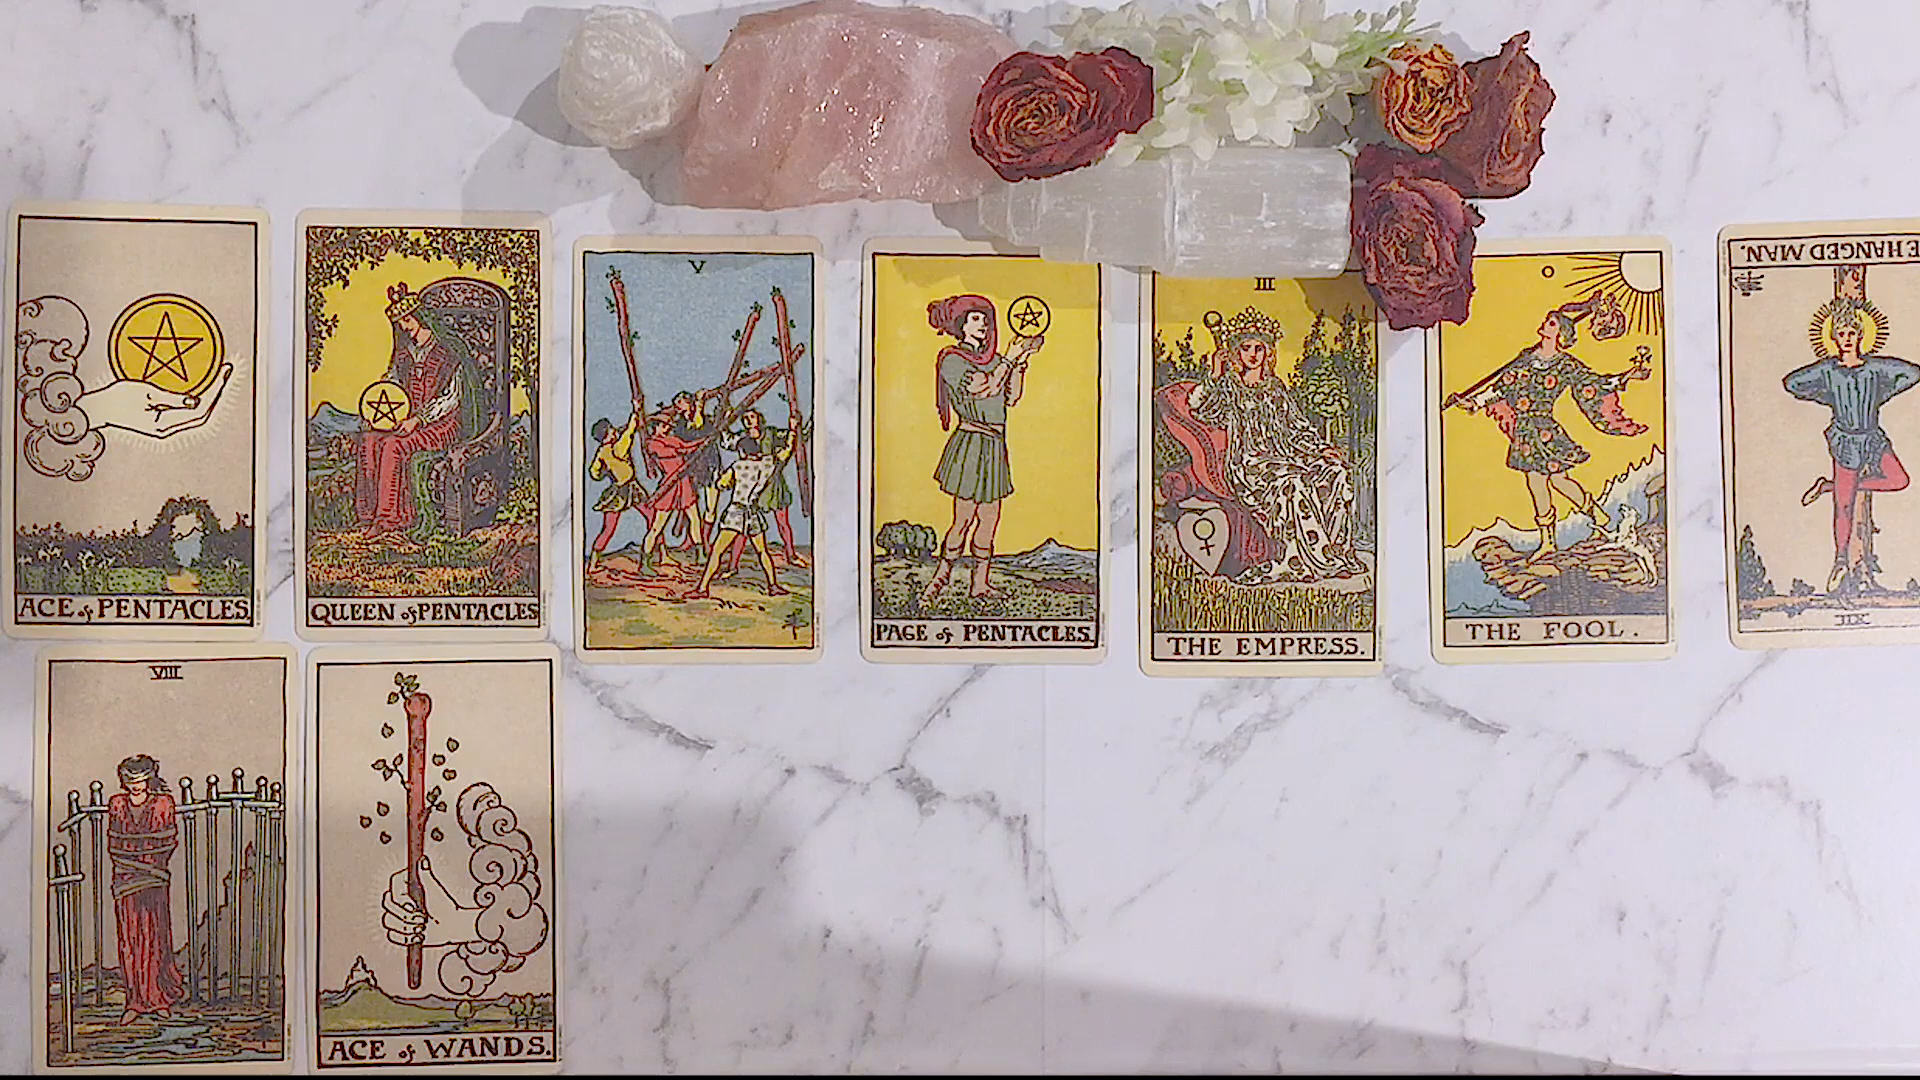 ACE of PENTACLES.
QUEEN of PENTACLES
V
PAGE of PENTACLES.
III
THE EMPRESS.
THE FOOL.
E HANGED MAN.
XII
VIII
ACE of WANDS.